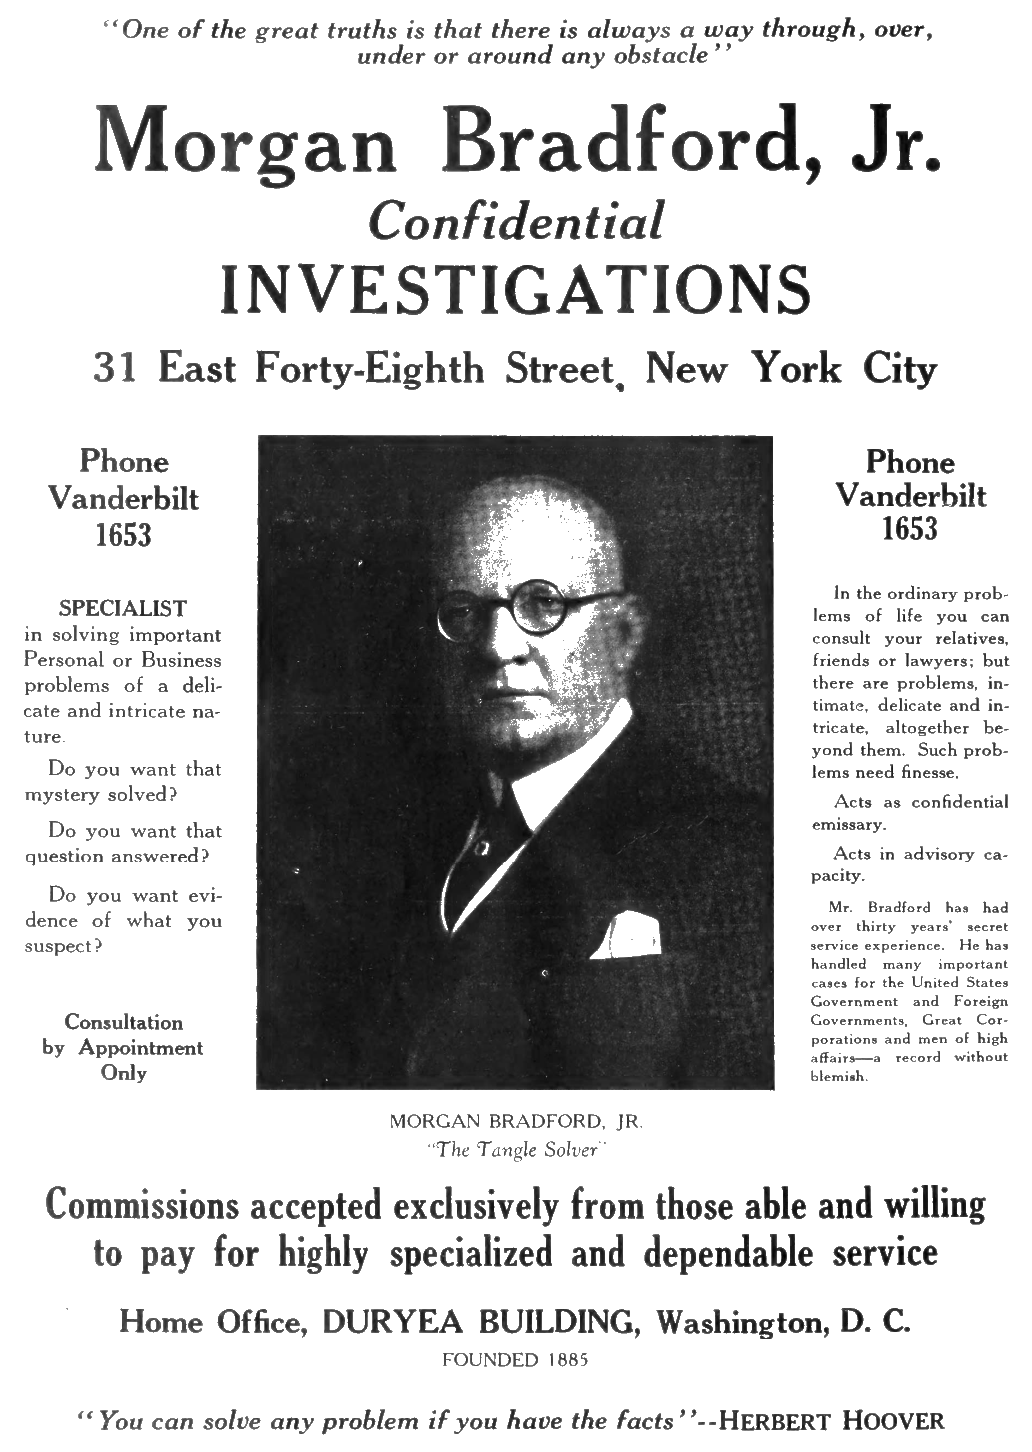 "One of the great truths is that there is always a way through, over,
under or around any obstacle"
Morgan Bradford, Jr.
Confidential
INVESTIGATIONS
31 East Forty-Eighth Street, New York City
Phone
Vanderbilt
1653
SPECIALIST
in solving important
Personal or Business
problems of a deli-
cate and intricate na-
ture.
Do you want that
mystery solved?
Do you want that
question answered?
Do you want evi-
dence of what you
suspect?
Consultation
by Appointment
Only
Phone
Vanderbilt
1653
In the ordinary prob-
lems of life you can
consult your relatives,
friends or lawyers; but
there are problems, in-
timate, delicate and in-
tricate, altogether be-
yond them. Such prob-
lems need finesse.
Acts as confidential
emissary.
Acts in advisory ca-
pacity.
Mr. Bradford has had
over thirty years' secret
service experience. He has
handled many important
cases for the United States
Government and Foreign
Governments, Great Cor-
porations and men of high
affairs—a record without
blemish.
MORGAN BRADFORD, JR.
"The Tangle Solver"
Commissions accepted exclusively from those able and willing
to pay for highly specialized and dependable service
Home Office, DURYEA BUILDING, Washington, D. C.
FOUNDED 1885
"You can solve any problem if you have the facts"--HERBERT HOOVER